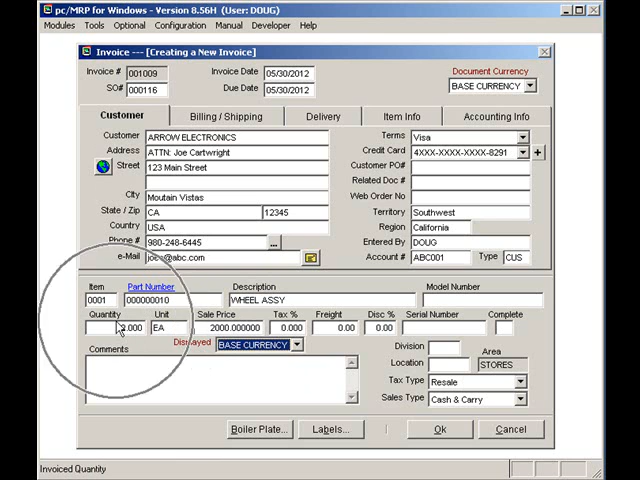 pc/MRP for Windows - Version 8.56H (User: DOUG)
Modules Tools Optional Configuration Manual Developer Help
Invoice --- [Creating a New Invoice]
Invoice # 001009 Invoice Date 05/30/2012 Document Currency
SO# 000116 Due Date 05/30/2012 BASE CURRENCY
Customer Billing / Shipping Delivery Item Info Accounting Info
Customer ARROW ELECTRONICS Terms Visa
Address ATTN: Joe Cartwright Credit Card 4XXX-XXXX-XXXX-8291 +
Street 123 Main Street Customer PO#
Related Doc #
City Moutain Vistas Web Order No
State / Zip CA 12345 Territory Southwest
Country USA Region California
Phone # 980-248-6445 ... Entered By DOUG
e-Mail @abc.com Account # ABC001 Type CUS
Item Part Number Description Model Number
0001 000000010 WHEEL ASSY
Quantity Unit Sale Price Tax % Freight Disc % Serial Number Complete
.000 EA 2000.000000 0.000 0.00 0.00
Displayed BASE CURRENCY
Comments
Division Area
Location STORES
Tax Type Resale
Sales Type Cash & Carry
Boiler Plate... Labels... Ok Cancel
Invoiced Quantity